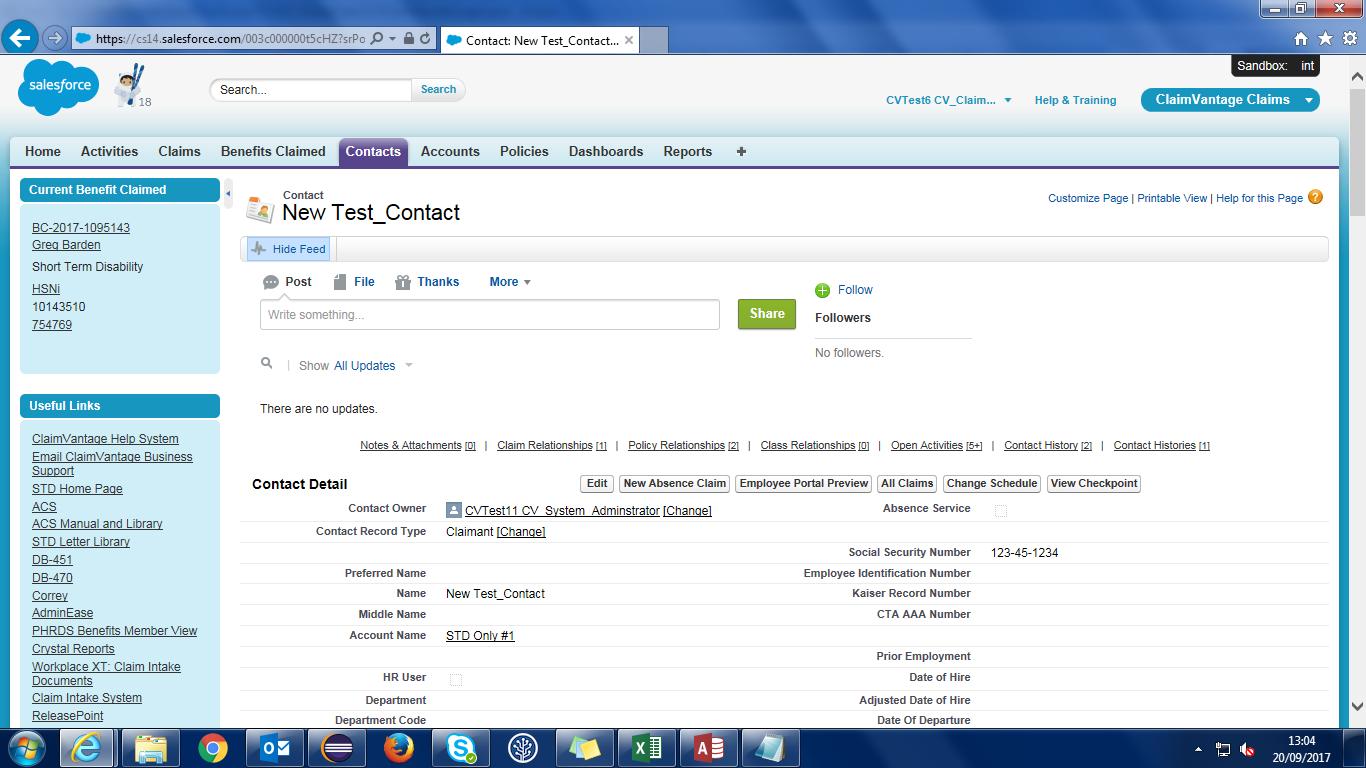 https://cs14.salesforce.com/003c000000t5cHZ?srPo
Contact: New Test_Contact...
Sandbox: int
salesforce
18
Search...
Search
CVTest6 CV_Claim...
Help & Training
ClaimVantage Claims
Home
Activities
Claims
Benefits Claimed
Contacts
Accounts
Policies
Dashboards
Reports
Current Benefit Claimed
BC-2017-1095143
Greg Barden
Short Term Disability
HSNi
10143510
754769
Useful Links
ClaimVantage Help System
Email ClaimVantage Business
Support
STD Home Page
ACS
ACS Manual and Library
STD Letter Library
DB-451
DB-470
Correy
AdminEase
PHRDS Benefits Member View
Crystal Reports
Workplace XT: Claim Intake
Documents
Claim Intake System
ReleasePoint
Contact
New Test_Contact
Customize Page | Printable View | Help for this Page
Hide Feed
Post
File
Thanks
More
Write something...
Share
Follow
Followers
No followers.
Show All Updates
There are no updates.
Notes & Attachments [0] | Claim Relationships [1] | Policy Relationships [2] | Class Relationships [0] | Open Activities [5+] | Contact History [2] | Contact Histories [1]
Contact Detail
Edit
New Absence Claim
Employee Portal Preview
All Claims
Change Schedule
View Checkpoint
Contact Owner CVTest11 CV_System_Adminstrator [Change]
Absence Service
Contact Record Type Claimant [Change]
Social Security Number 123-45-1234
Preferred Name
Employee Identification Number
Name New Test_Contact
Kaiser Record Number
Middle Name
CTA AAA Number
Account Name STD Only #1
Prior Employment
HR User
Date of Hire
Department
Adjusted Date of Hire
Department Code
Date Of Departure
13:04
20/09/2017